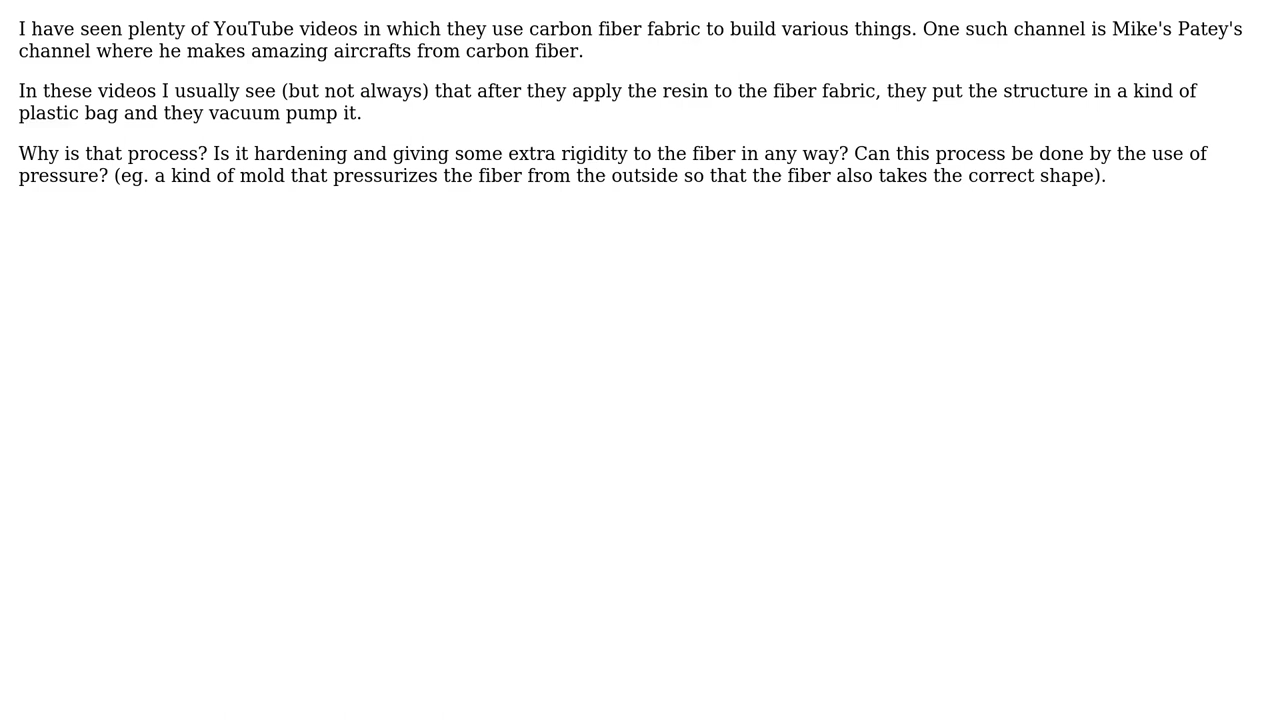 I have seen plenty of YouTube videos in which they use carbon fiber fabric to build various things. One such channel is Mike's Patey's
channel where he makes amazing aircrafts from carbon fiber.
In these videos I usually see (but not always) that after they apply the resin to the fiber fabric, they put the structure in a kind of
plastic bag and they vacuum pump it.
Why is that process? Is it hardening and giving some extra rigidity to the fiber in any way? Can this process be done by the use of
pressure? (eg. a kind of mold that pressurizes the fiber from the outside so that the fiber also takes the correct shape).